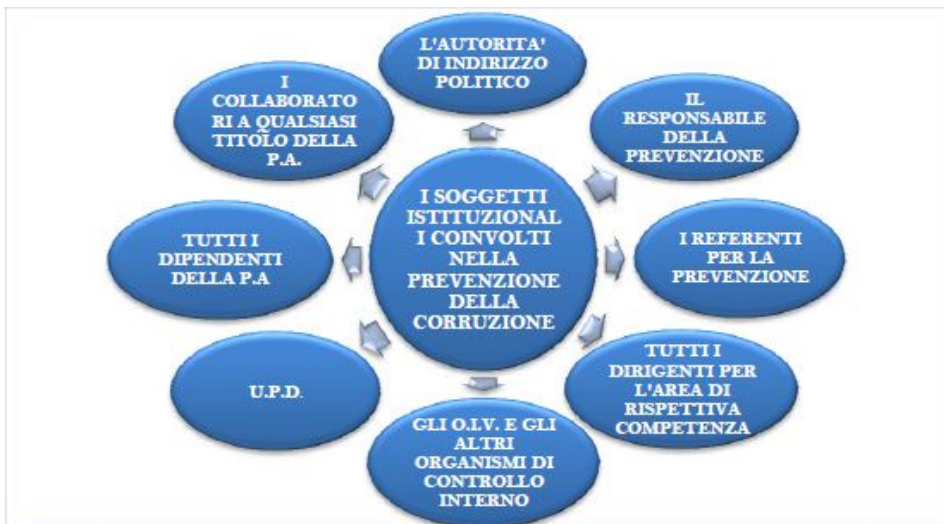 L'AUTORITA'
DI INDIRIZZO
POLITICO
IL
RESPONSABILE
DELLA
PREVENZIONE
I REFERENTI
PER LA
PREVENZIONE
TUTTI I
DIRIGENTI PER
L'AREA DI
RISPETTIVA
COMPETENZA
GLI O.I.V. E GLI
ALTRI
ORGANISMI DI
CONTROLLO
INTERNO
U.P.D.
TUTTI I
DIPENDENTI
DELLA P.A
I
COLLABORATO
RI A QUALSIASI
TITOLO DELLA
P.A.
I SOGGETTI
ISTITUZIONAL
I COINVOLTI
NELLA
PREVENZIONE
DELLA
CORRUZIONE